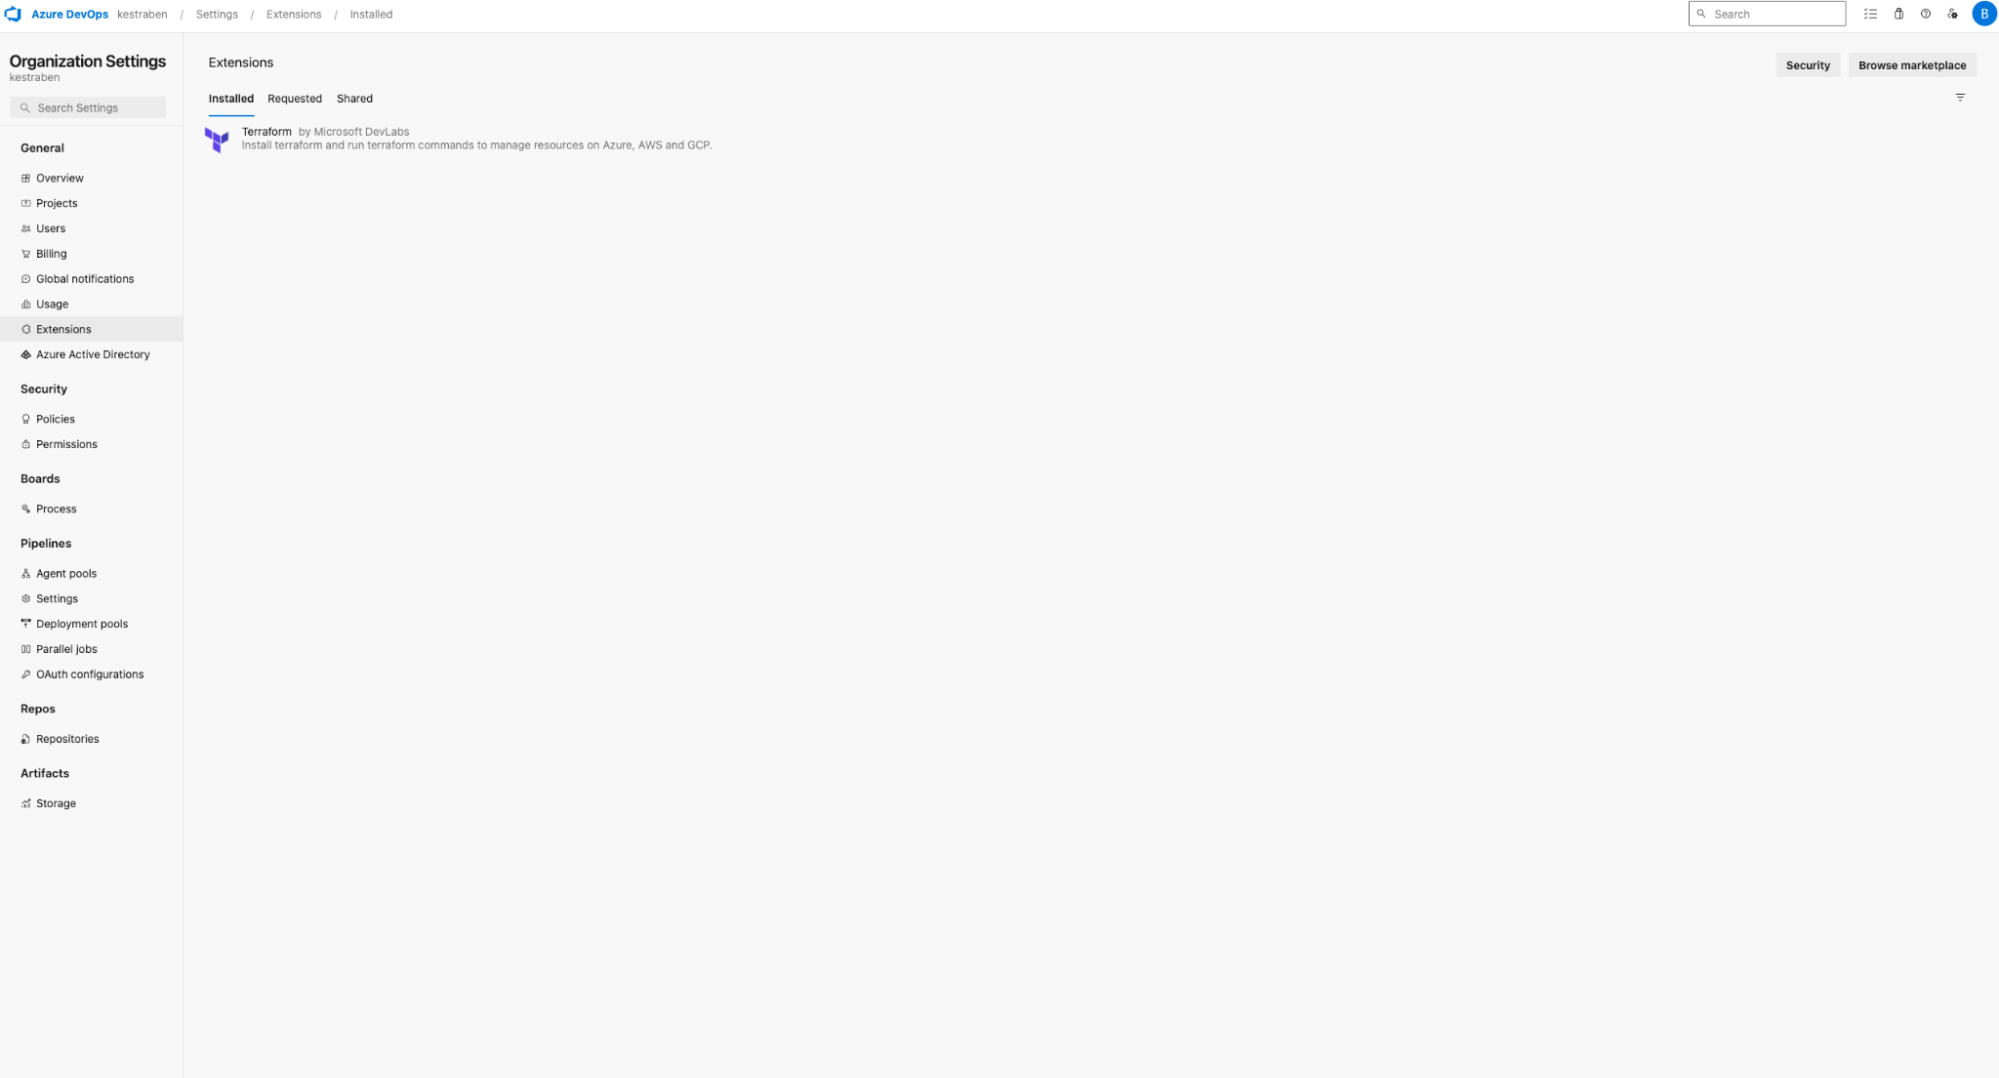 Azure DevOps kestraben / Settings / Extensions / Installed
Search
B
Organization Settings
kestraben
Search Settings
General
Overview
Projects
Users
Billing
Global notifications
Usage
Extensions
Azure Active Directory
Security
Policies
Permissions
Boards
Process
Pipelines
Agent pools
Settings
Deployment pools
Parallel jobs
OAuth configurations
Repos
Repositories
Artifacts
Storage
Extensions
Security Browse marketplace
Installed Requested Shared
Terraform by Microsoft DevLabs
Install terraform and run terraform commands to manage resources on Azure, AWS and GCP.